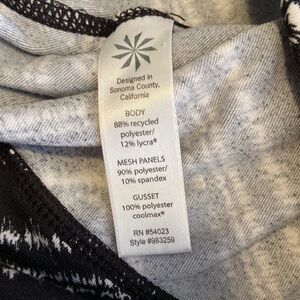 Designed in
Sonoma County,
California
BODY
88% recycled
polyester/
12% lycra®
MESH PANELS
90% polyester/
10% spandex
GUSSET
100% polyester
coolmax®
RN #54023
Style #983259